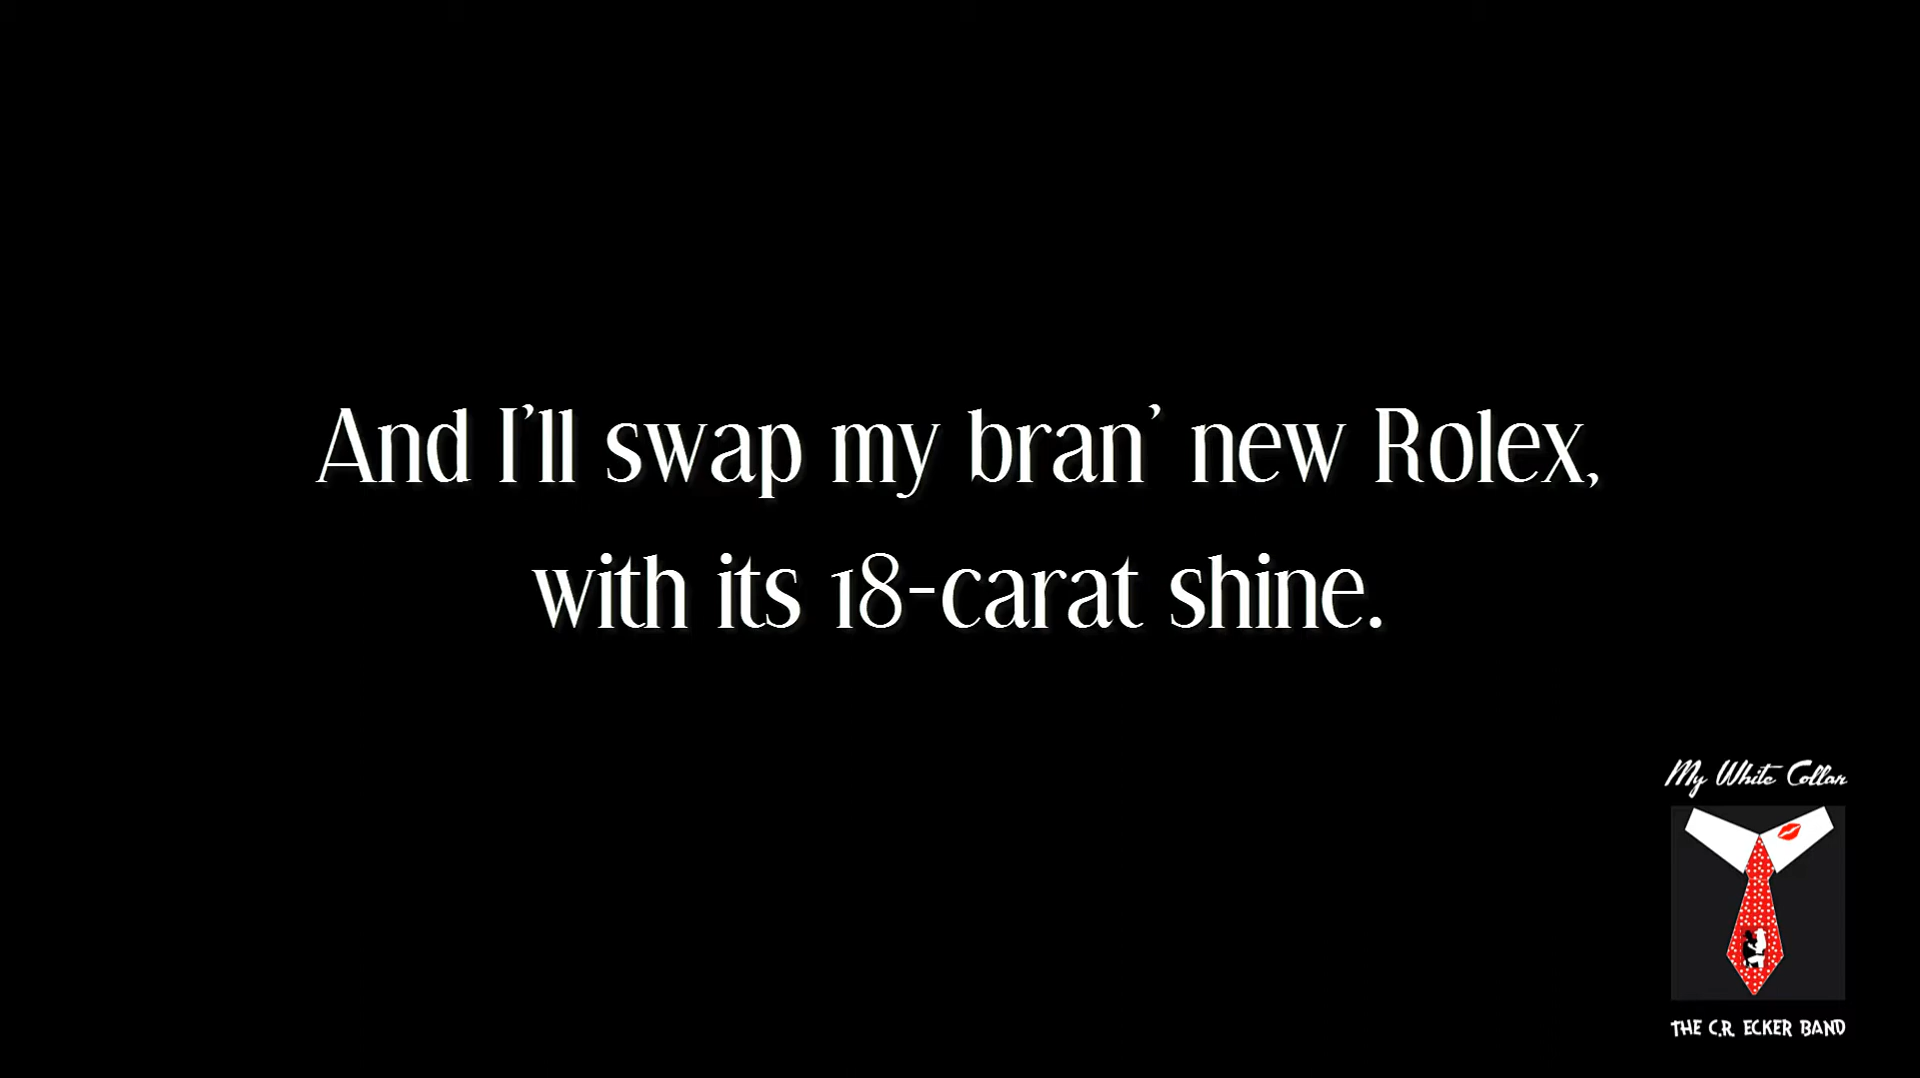 And I'll swap my bran' new Rolex,
with its 18-carat shine.
My White Collar
THE C.R. ECKER BAND